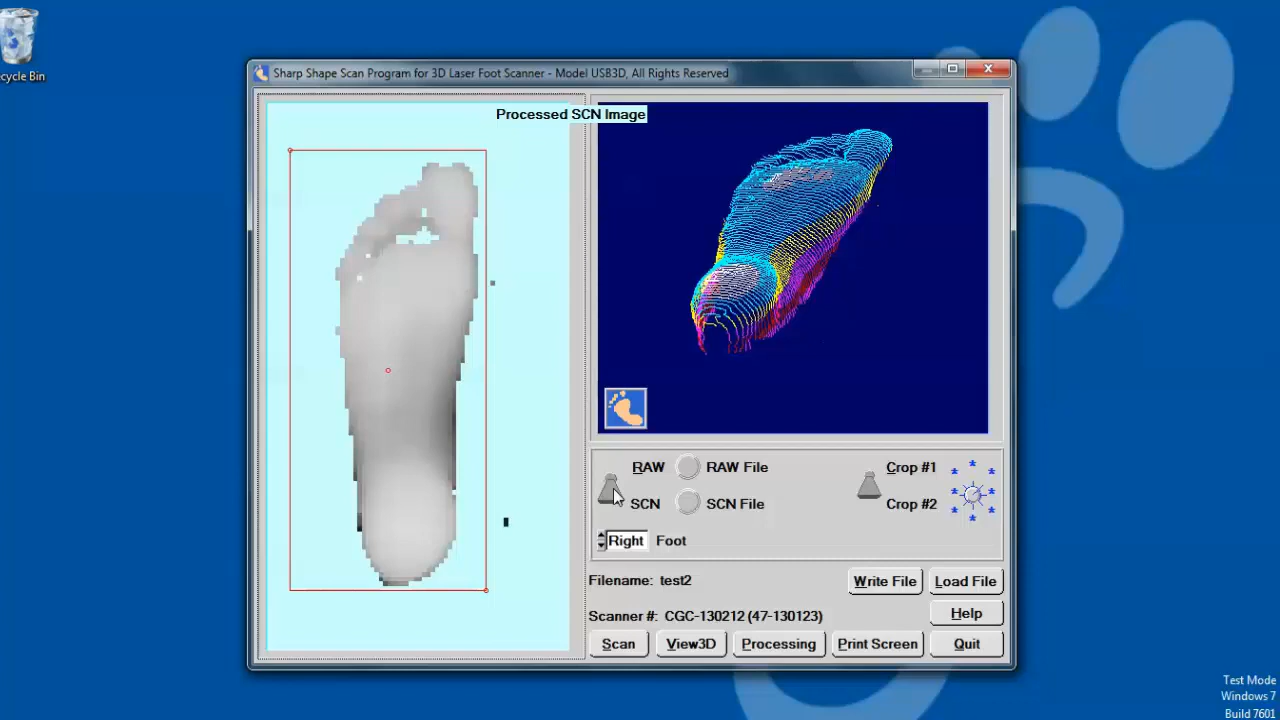 ecycle Bin
Sharp Shape Scan Program for 3D Laser Foot Scanner - Model USB3D, All Rights Reserved
Processed SCN Image
RAW RAW File Crop #1
SCN SCN File Crop #2
Right Foot
Filename: test2 Write File Load File
Help
Scanner #: CGC-130212 (47-130123)
Scan View3D Processing Print Screen Quit
Test Mode
Windows 7
Build 7601